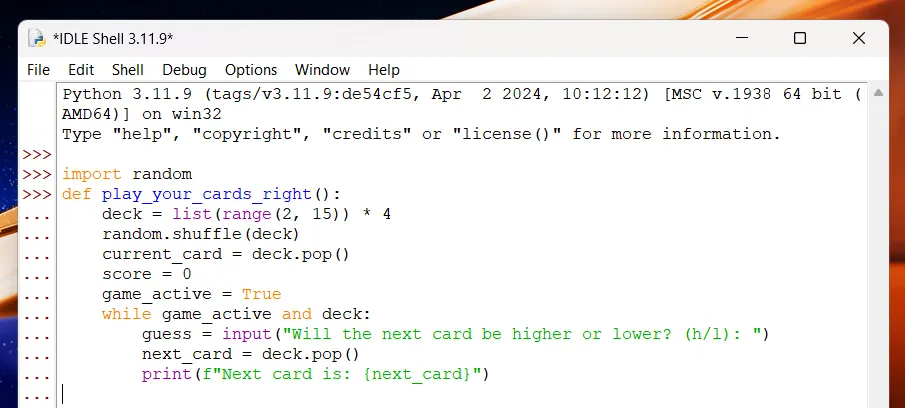 *IDLE Shell 3.11.9*
File Edit Shell Debug Options Window Help
Python 3.11.9 (tags/v3.11.9:de54cf5, Apr  2 2024, 10:12:12) [MSC v.1938 64 bit (
AMD64)] on win32
Type "help", "copyright", "credits" or "license()" for more information.
>>>
>>> import random
>>> def play_your_cards_right():
...     deck = list(range(2, 15)) * 4
...     random.shuffle(deck)
...     current_card = deck.pop()
...     score = 0
...     game_active = True
...     while game_active and deck:
...         guess = input("Will the next card be higher or lower? (h/l): ")
...         next_card = deck.pop()
...         print(f"Next card is: {next_card}")
...